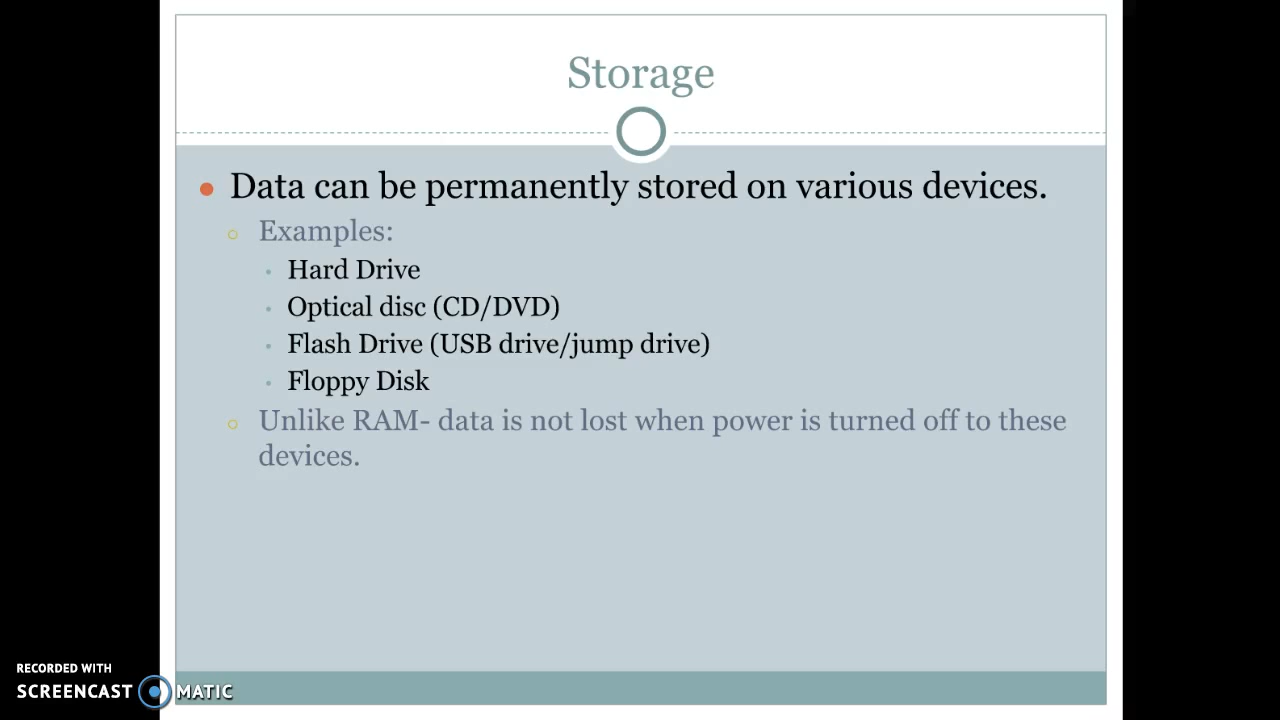 Storage
Data can be permanently stored on various devices.
Examples:
Hard Drive
Optical disc (CD/DVD)
Flash Drive (USB drive/jump drive)
Floppy Disk
Unlike RAM- data is not lost when power is turned off to these
devices.
RECORDED WITH
SCREENCAST MATIC